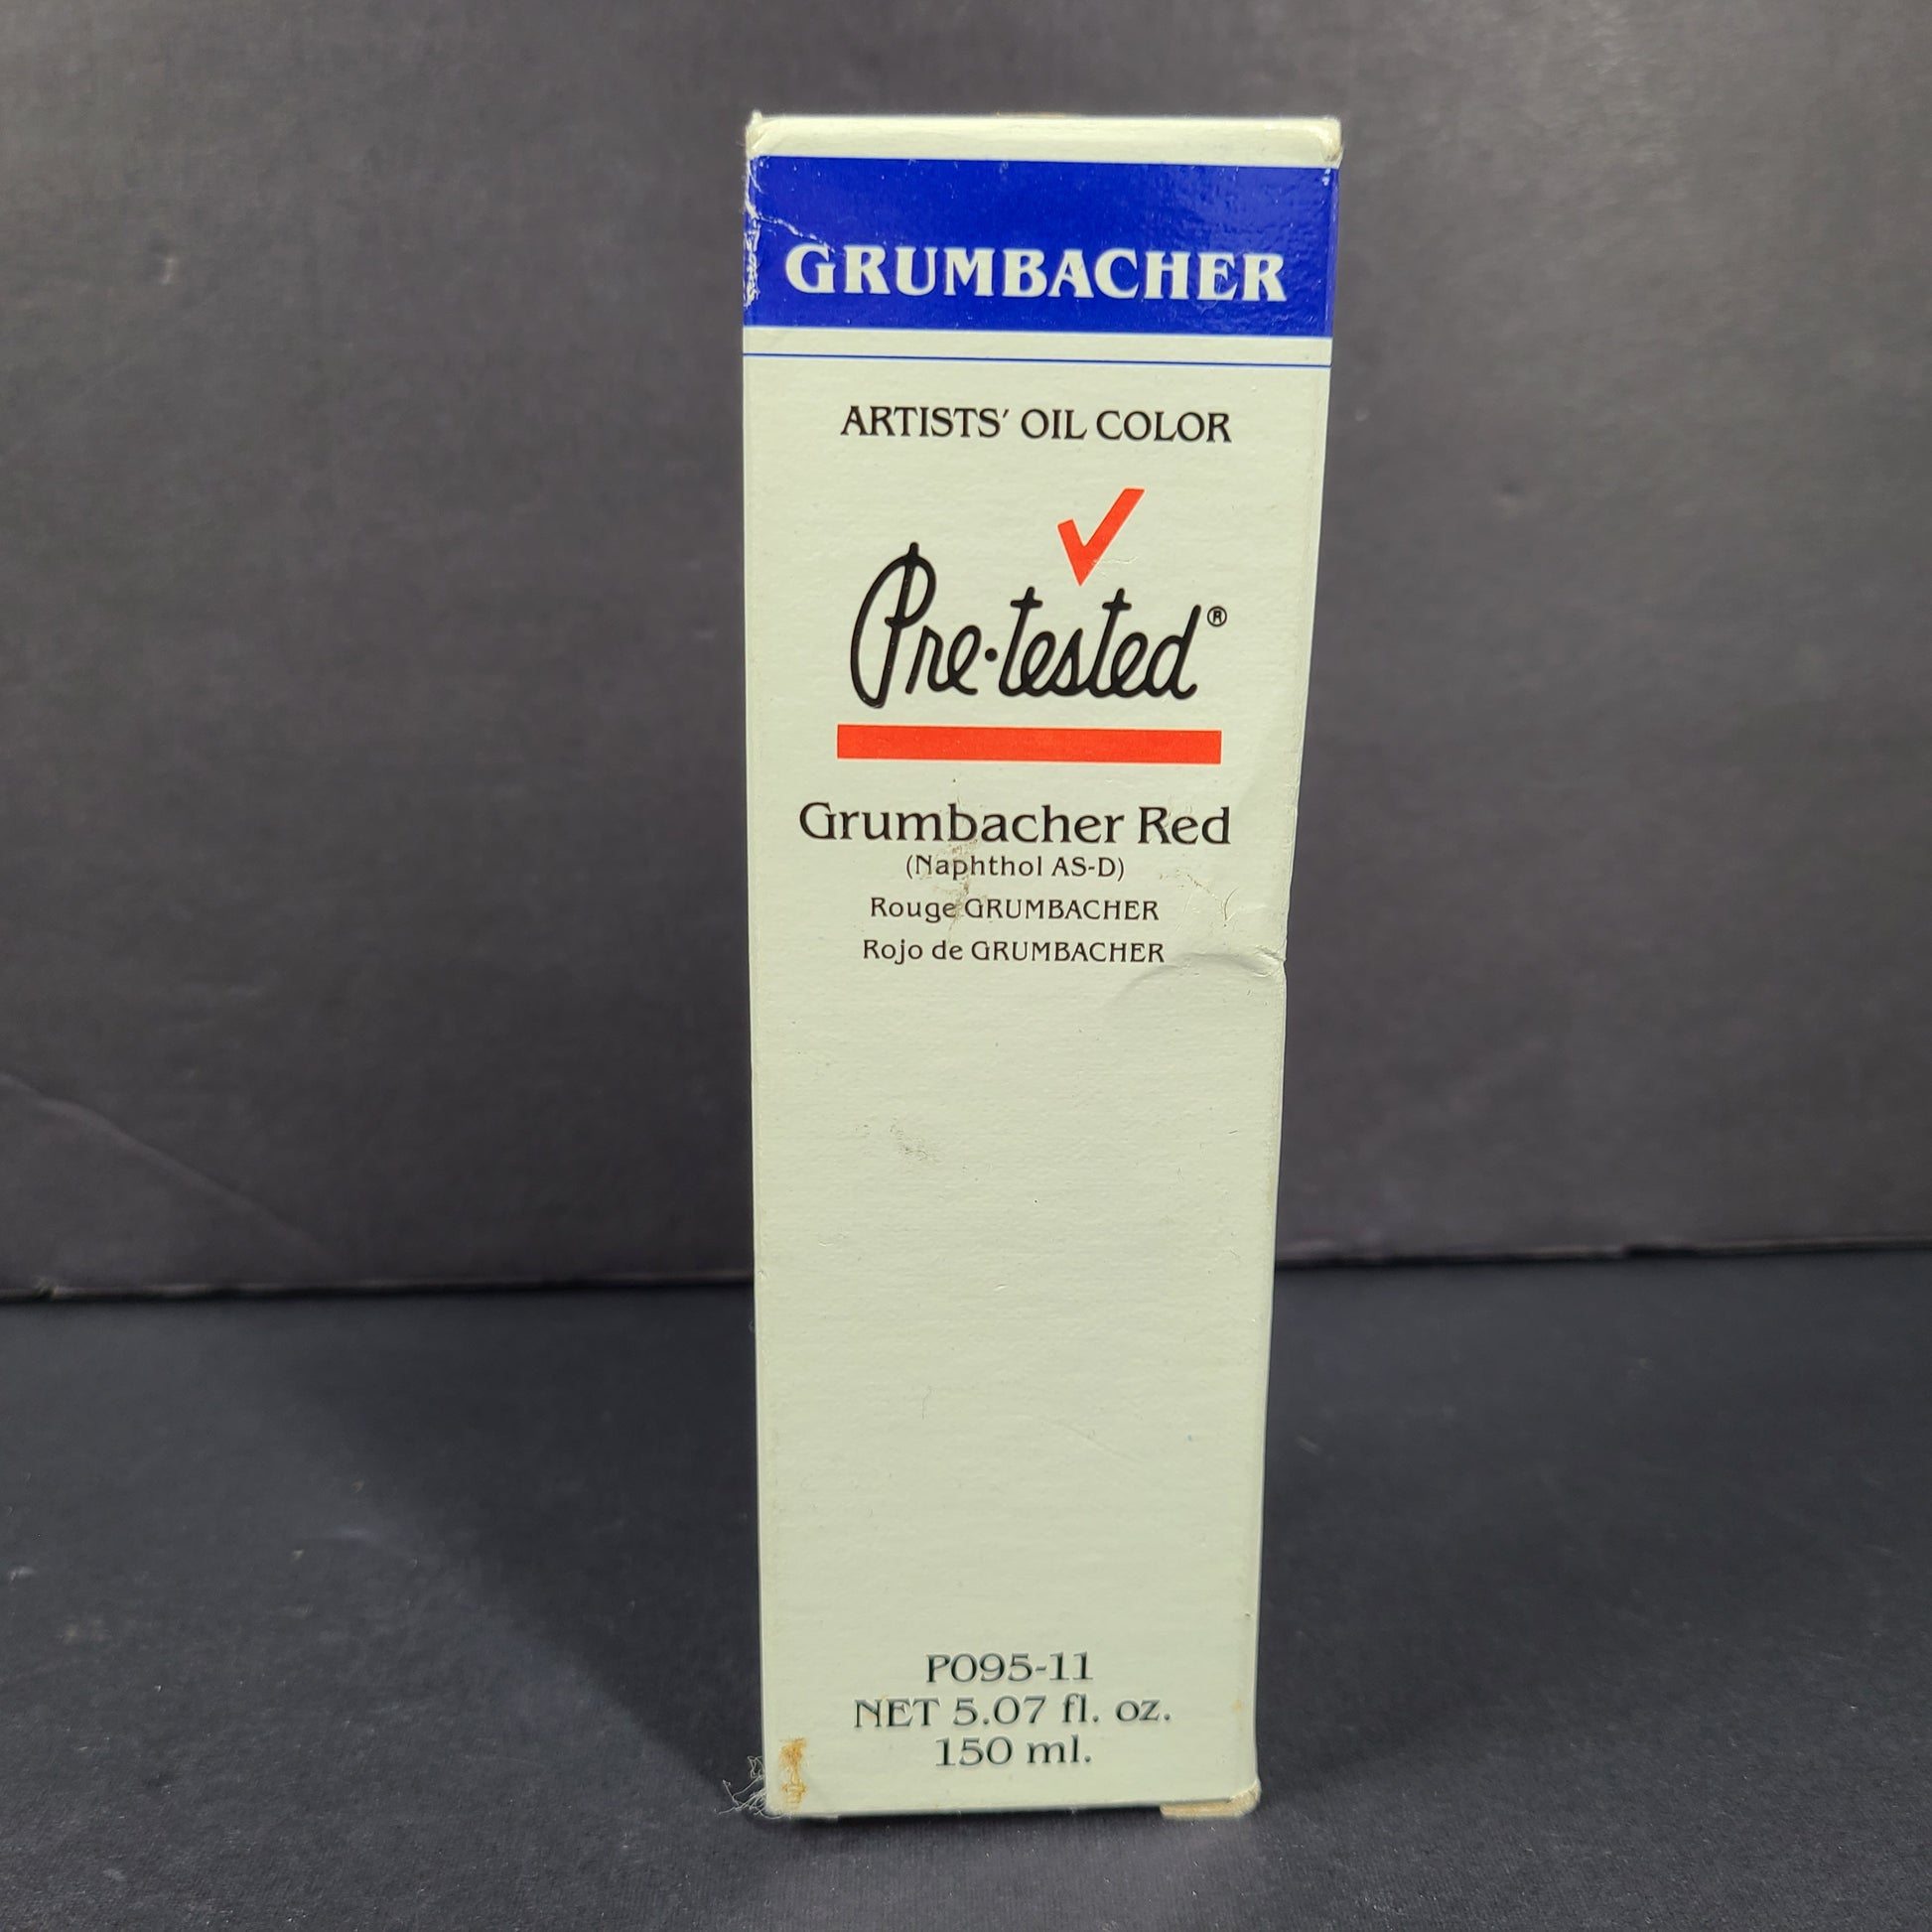 GRUMBACHER
ARTISTS' OIL COLOR
Pre-tested®
Grumbacher Red
(Naphthol AS-D)
Rouge GRUMBACHER
Rojo de GRUMBACHER
P095-11
NET 5.07 fl. oz.
150 ml.